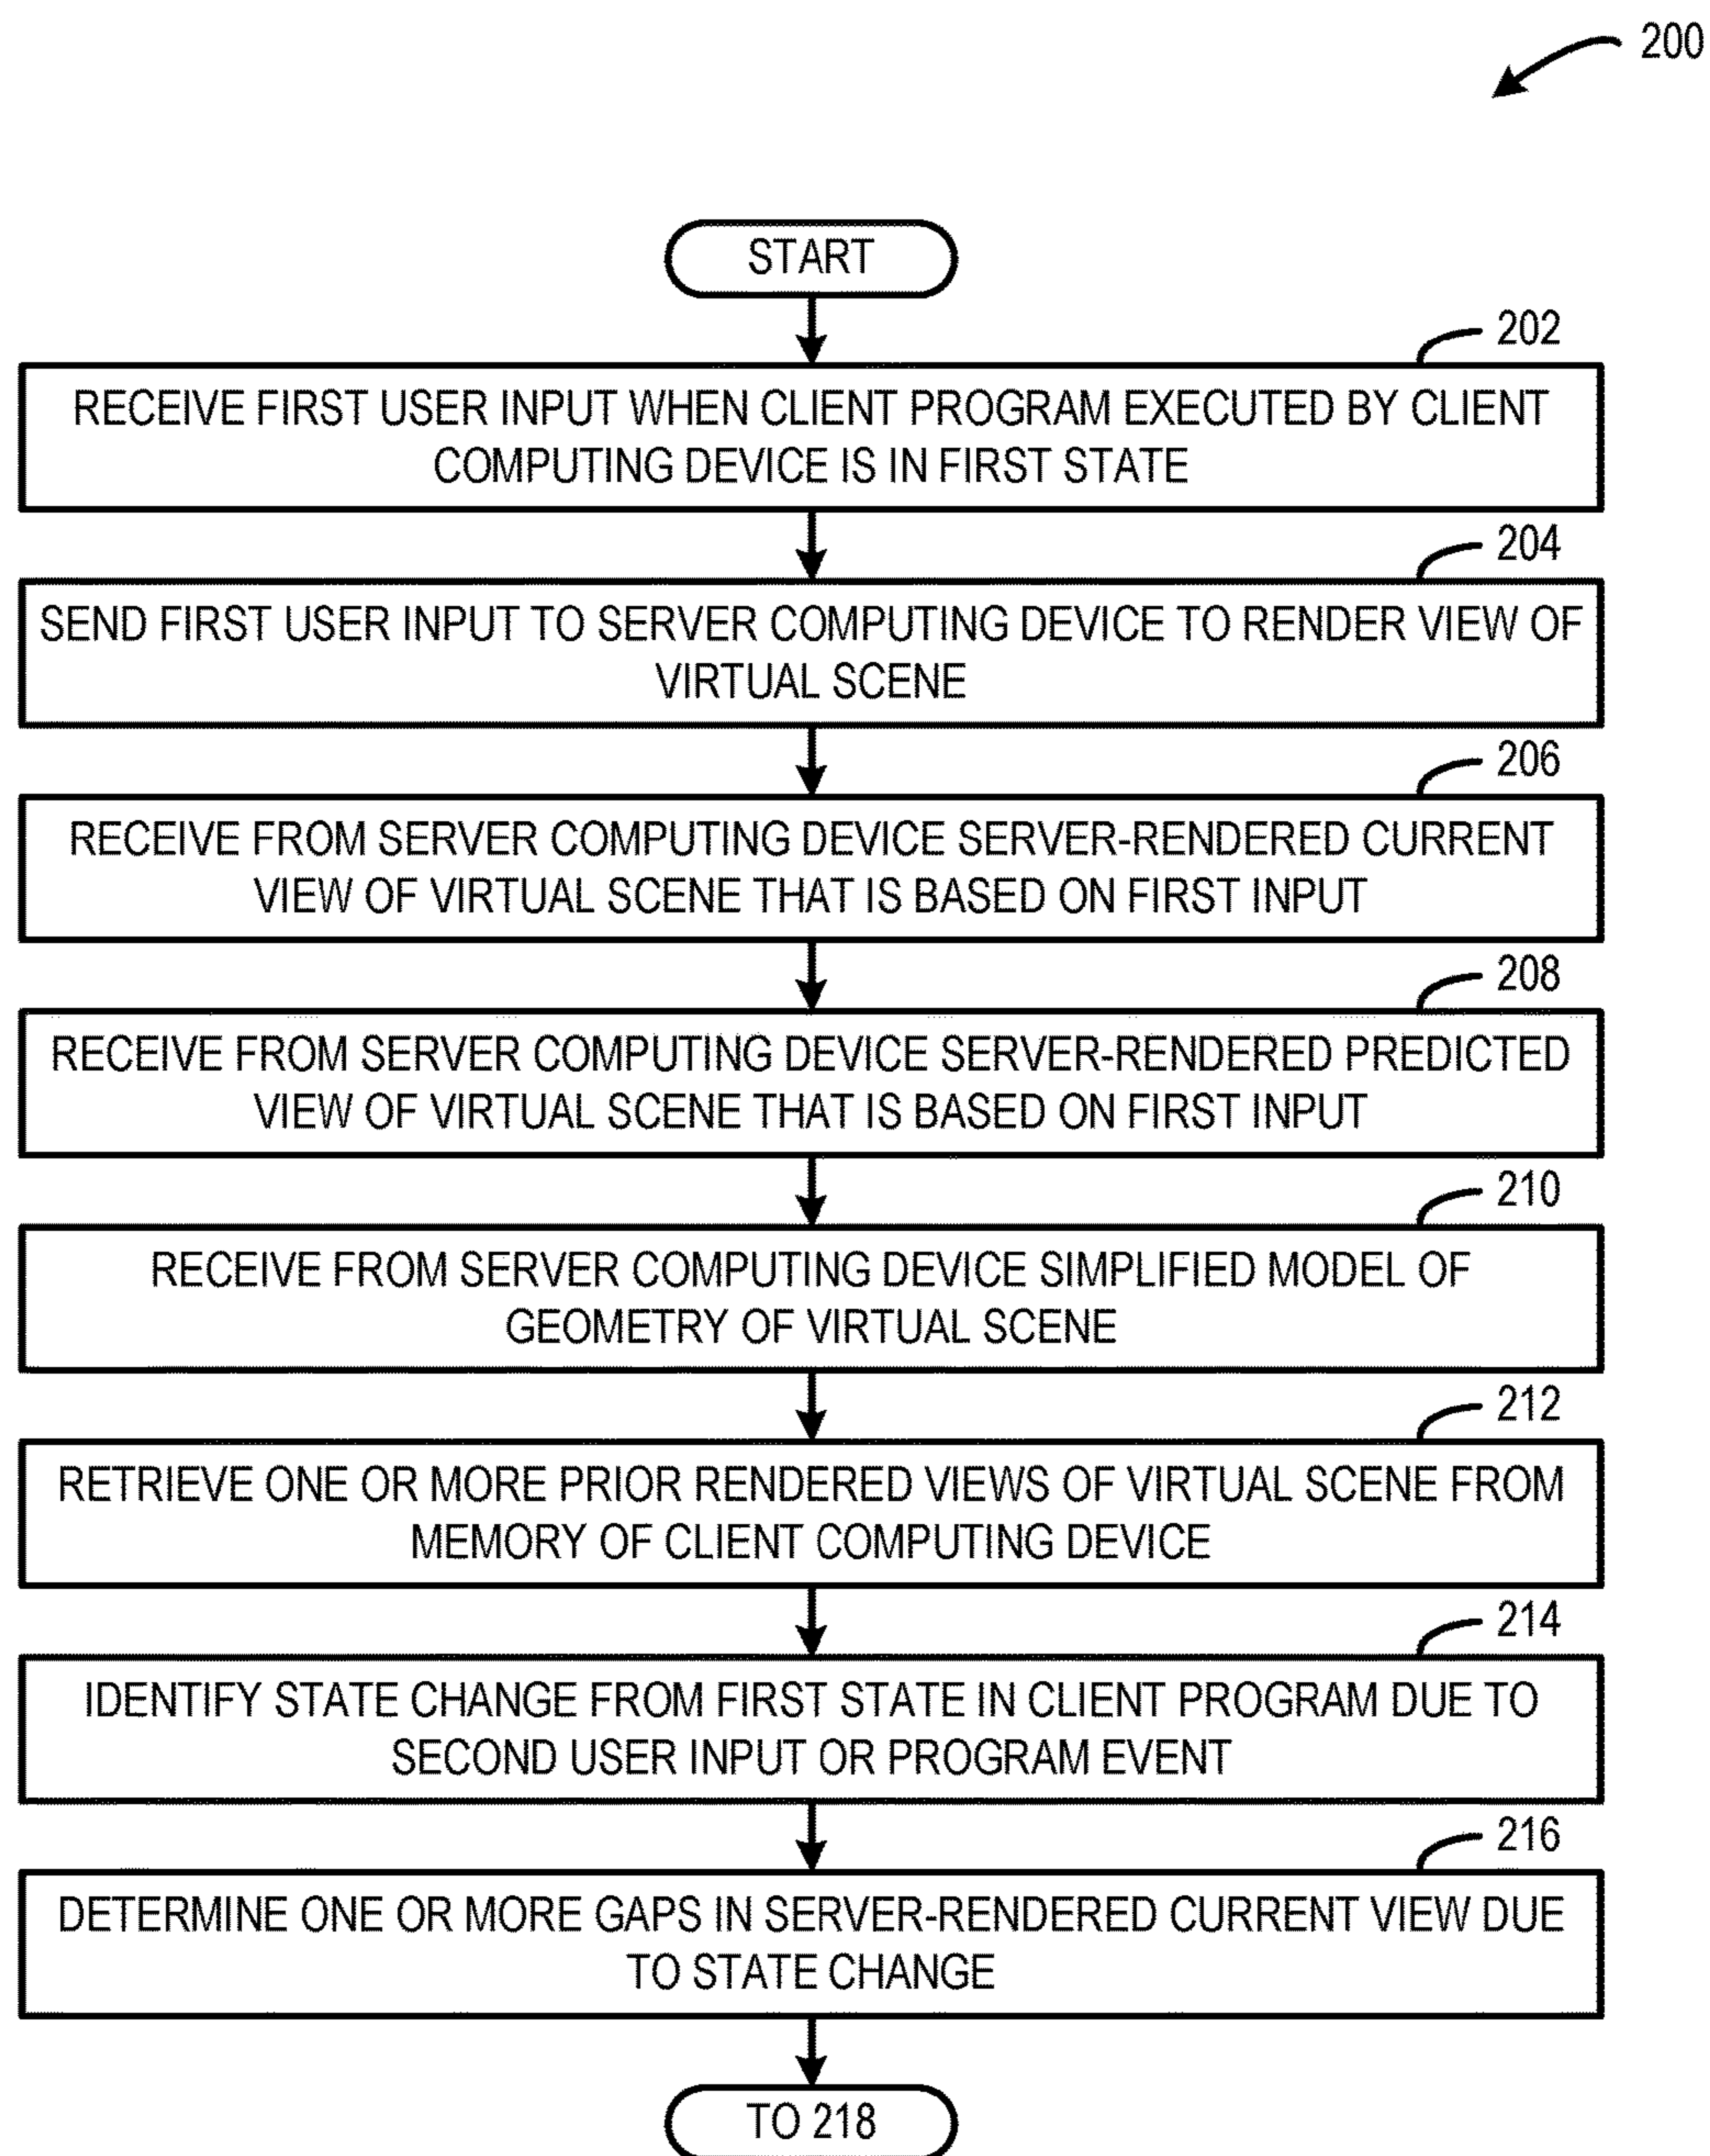 200
START
202
RECEIVE FIRST USER INPUT WHEN CLIENT PROGRAM EXECUTED BY CLIENT
COMPUTING DEVICE IS IN FIRST STATE
204
SEND FIRST USER INPUT TO SERVER COMPUTING DEVICE TO RENDER VIEW OF
VIRTUAL SCENE
206
RECEIVE FROM SERVER COMPUTING DEVICE SERVER-RENDERED CURRENT
VIEW OF VIRTUAL SCENE THAT IS BASED ON FIRST INPUT
208
RECEIVE FROM SERVER COMPUTING DEVICE SERVER-RENDERED PREDICTED
VIEW OF VIRTUAL SCENE THAT IS BASED ON FIRST INPUT
210
RECEIVE FROM SERVER COMPUTING DEVICE SIMPLIFIED MODEL OF
GEOMETRY OF VIRTUAL SCENE
212
RETRIEVE ONE OR MORE PRIOR RENDERED VIEWS OF VIRTUAL SCENE FROM
MEMORY OF CLIENT COMPUTING DEVICE
214
IDENTIFY STATE CHANGE FROM FIRST STATE IN CLIENT PROGRAM DUE TO
SECOND USER INPUT OR PROGRAM EVENT
216
DETERMINE ONE OR MORE GAPS IN SERVER-RENDERED CURRENT VIEW DUE
TO STATE CHANGE
TO 218